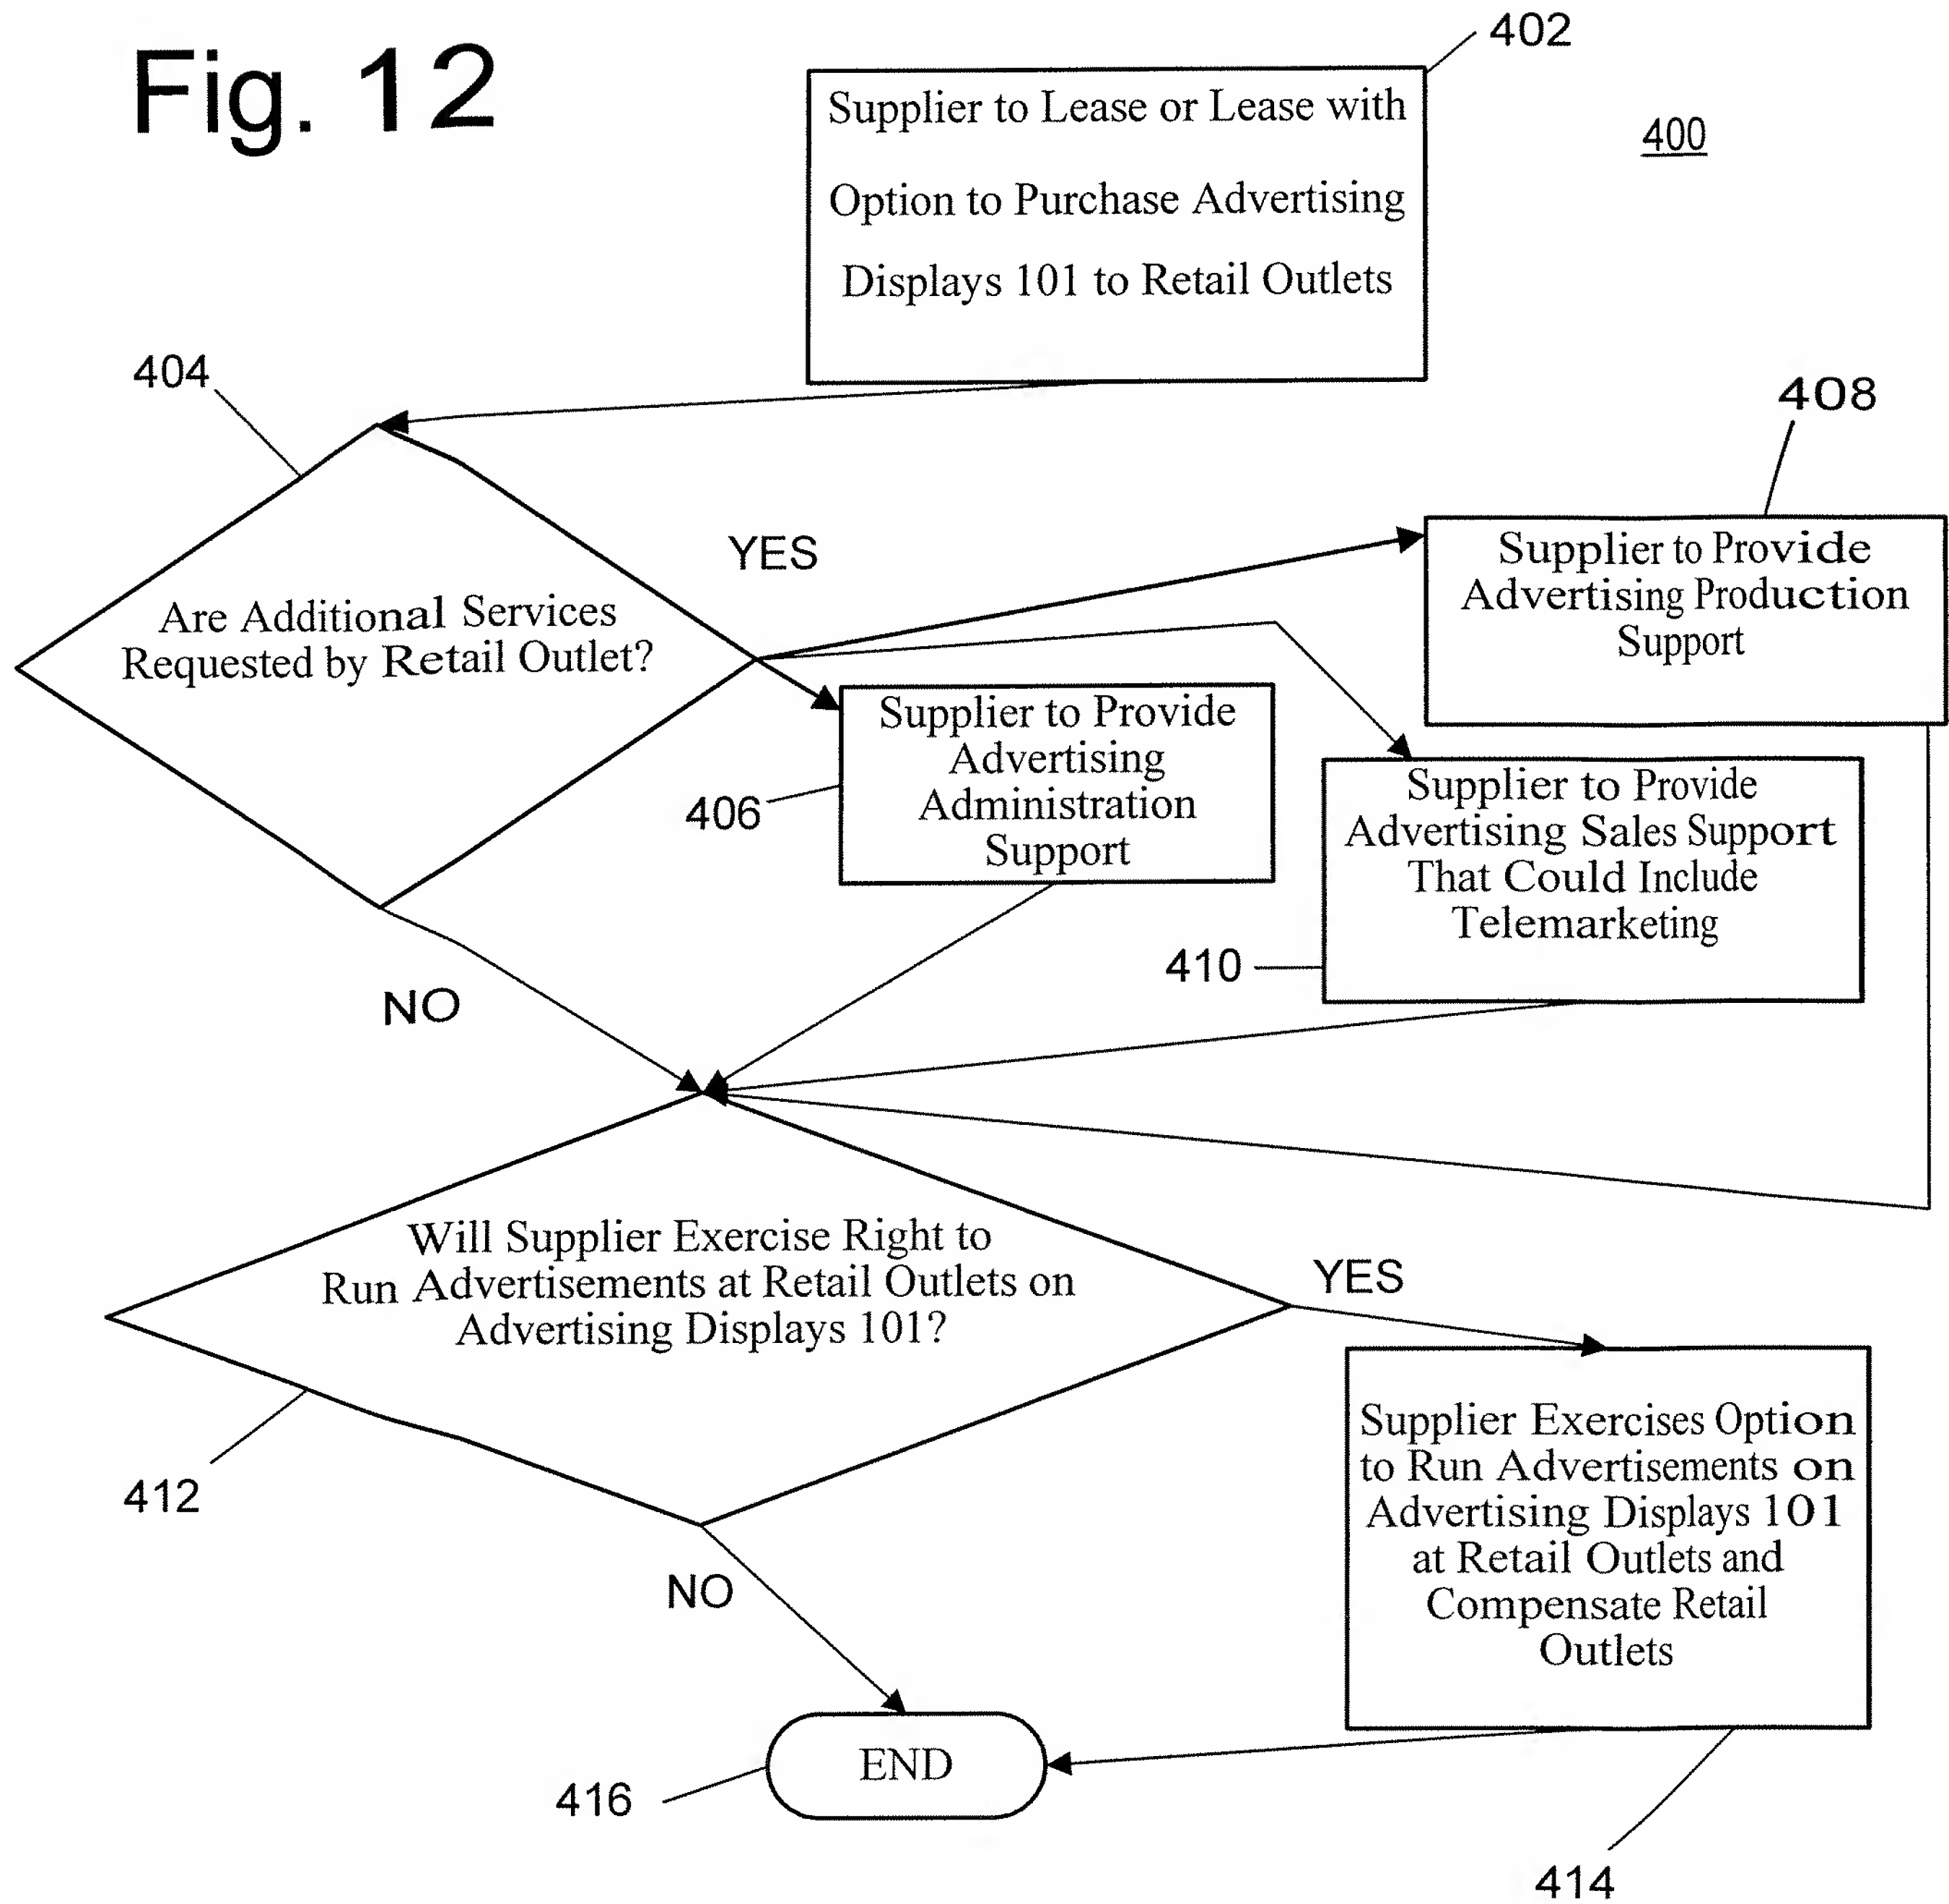 Fig. 12
402
400
Supplier to Lease or Lease with
Option to Purchase Advertising
Displays 101 to Retail Outlets
404
408
YES
Are Additional Services
Requested by Retail Outlet?
Supplier to Provide
Advertising Production
Support
Supplier to Provide
Advertising
Administration
Support
406
Supplier to Provide
Advertising Sales Support
That Could Include
Telemarketing
410
NO
Will Supplier Exercise Right to
Run Advertisements at Retail Outlets on
Advertising Displays 101?
YES
412
Supplier Exercises Option
to Run Advertisements on
Advertising Displays 101
at Retail Outlets and
Compensate Retail
Outlets
NO
END
416
414